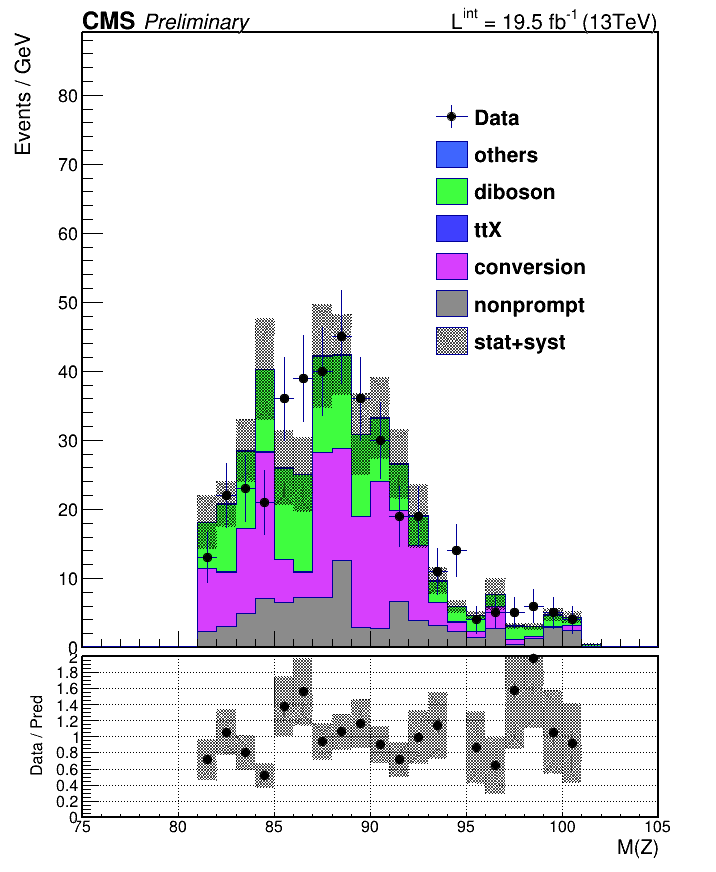 CMS Preliminary L^int = 19.5 fb^-1 (13TeV)
Events / GeV
80
70
60
50
40
30
20
10
0
Data
others
diboson
ttX
conversion
nonprompt
stat+syst
Data / Pred
2
1.8
1.6
1.4
1.2
1
0.8
0.6
0.4
0.2
0
75 80 85 90 95 100 105
M(Z)